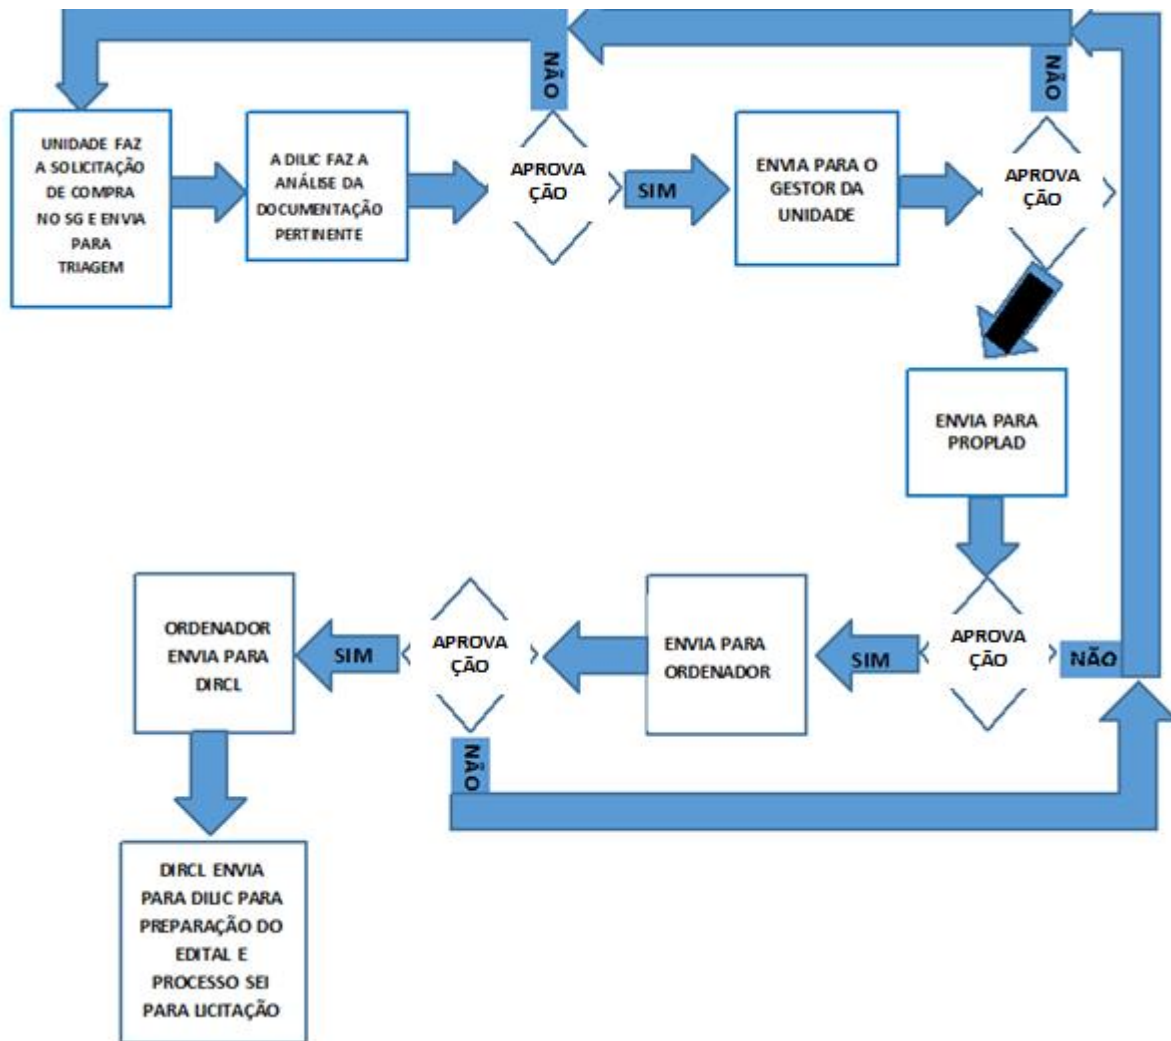 NÃO
NÃO
UNIDADE FAZ
A SOLICITAÇÃO
DE COMPRA
NO SG E ENVIA
PARA
TRIAGEM
A DILIC FAZ A
ANÁLISE DA
DOCUMENTAÇÃO
PERTINENTE
APROVA
ÇÃO
SIM
ENVIA PARA O
GESTOR DA
UNIDADE
APROVA
ÇÃO
ENVIA PARA
PROPLAD
ORDENADOR
ENVIA PARA
DIRCL
SIM
APROVA
ÇÃO
ENVIA PARA
ORDENADOR
SIM
APROVA
ÇÃO
NÃO
NÃO
DIRCL ENVIA
PARA DILIC PARA
PREPARAÇÃO DO
EDITAL E
PROCESSO SEI
PARA LICITAÇÃO